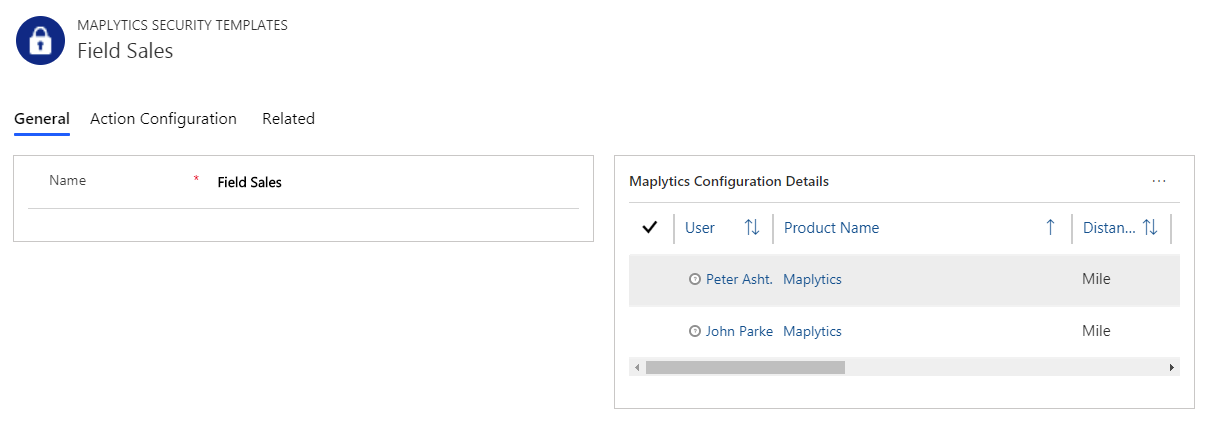 MAPLYTICS SECURITY TEMPLATES
Field Sales
General Action Configuration Related
Name * Field Sales
Maplytics Configuration Details ...
User Product Name Distan...
Peter Asht. Maplytics Mile
John Parke Maplytics Mile